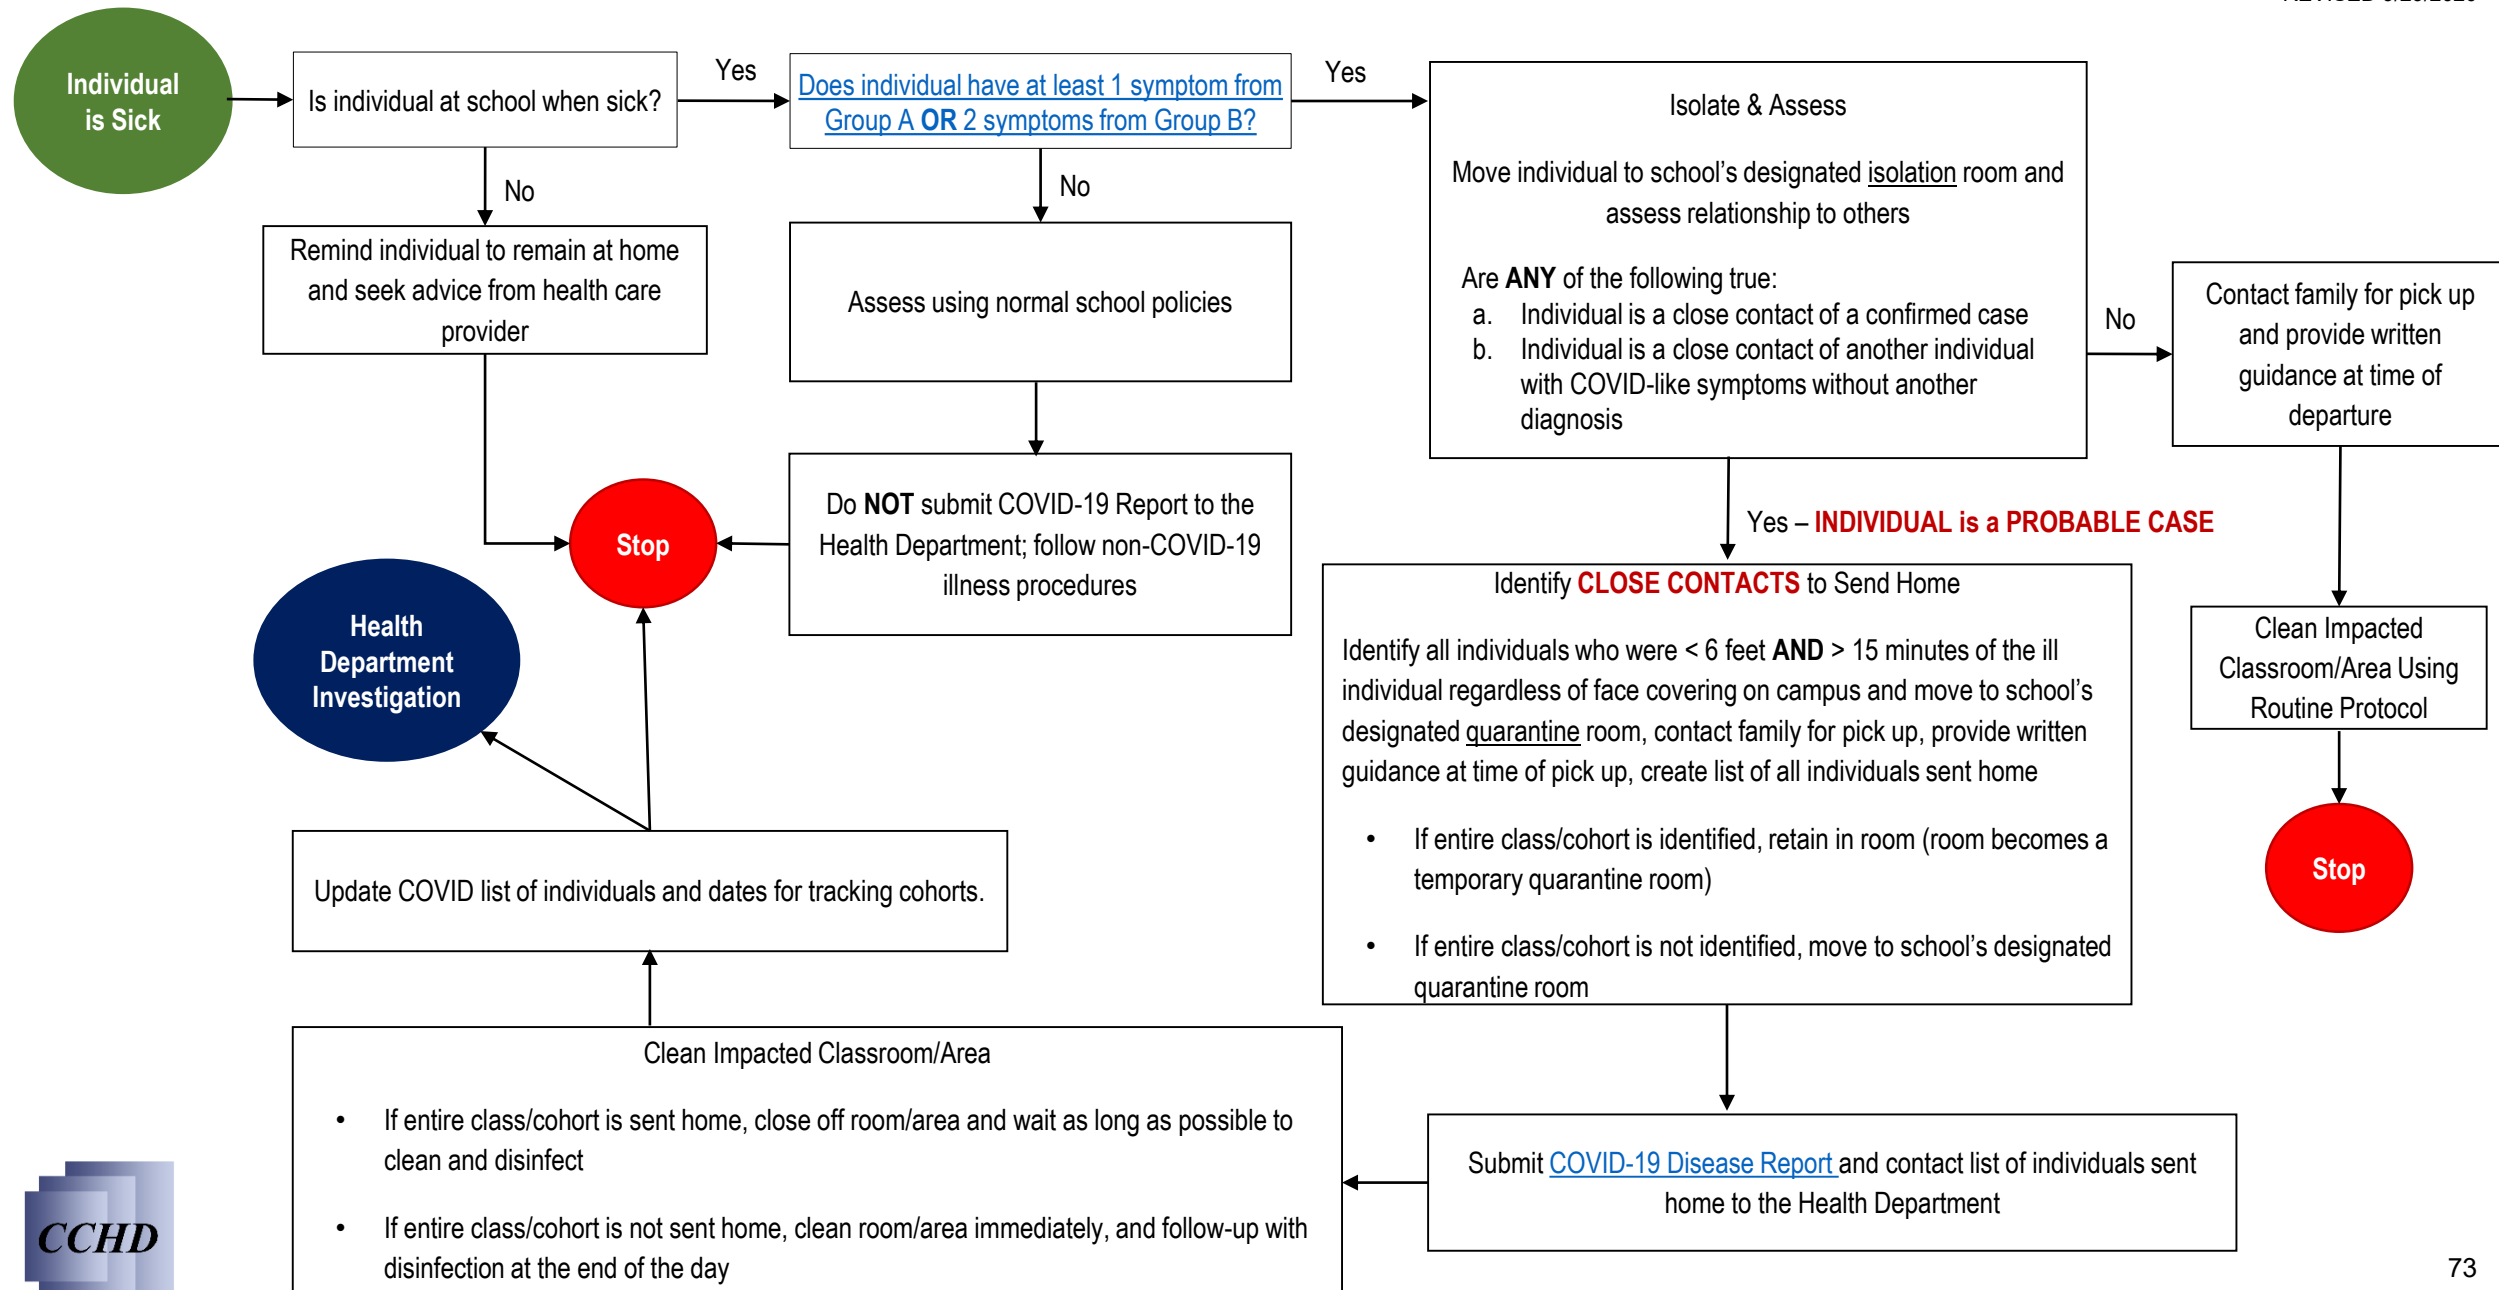 Individual
is Sick
Is individual at school when sick?
Yes
Does individual have at least 1 symptom from
Group A OR 2 symptoms from Group B?
Yes
No
Remind individual to remain at home
and seek advice from health care
provider
No
Assess using normal school policies
Do NOT submit COVID-19 Report to the
Health Department; follow non-COVID-19
illness procedures
Stop
Isolate & Assess
Move individual to school’s designated isolation room and
assess relationship to others
Are ANY of the following true:
a. Individual is a close contact of a confirmed case
b. Individual is a close contact of another individual
with COVID-like symptoms without another
diagnosis
No
Contact family for pick up
and provide written
guidance at time of
departure
Clean Impacted
Classroom/Area Using
Routine Protocol
Stop
Yes – INDIVIDUAL is a PROBABLE CASE
Identify CLOSE CONTACTS to Send Home
Identify all individuals who were < 6 feet AND > 15 minutes of the ill
individual regardless of face covering on campus and move to school’s
designated quarantine room, contact family for pick up, provide written
guidance at time of pick up, create list of all individuals sent home
• If entire class/cohort is identified, retain in room (room becomes a
temporary quarantine room)
• If entire class/cohort is not identified, move to school’s designated
quarantine room
Submit COVID-19 Disease Report and contact list of individuals sent
home to the Health Department
Clean Impacted Classroom/Area
• If entire class/cohort is sent home, close off room/area and wait as long as possible to
clean and disinfect
• If entire class/cohort is not sent home, clean room/area immediately, and follow-up with
disinfection at the end of the day
Update COVID list of individuals and dates for tracking cohorts.
Health
Department
Investigation
CCHD
73